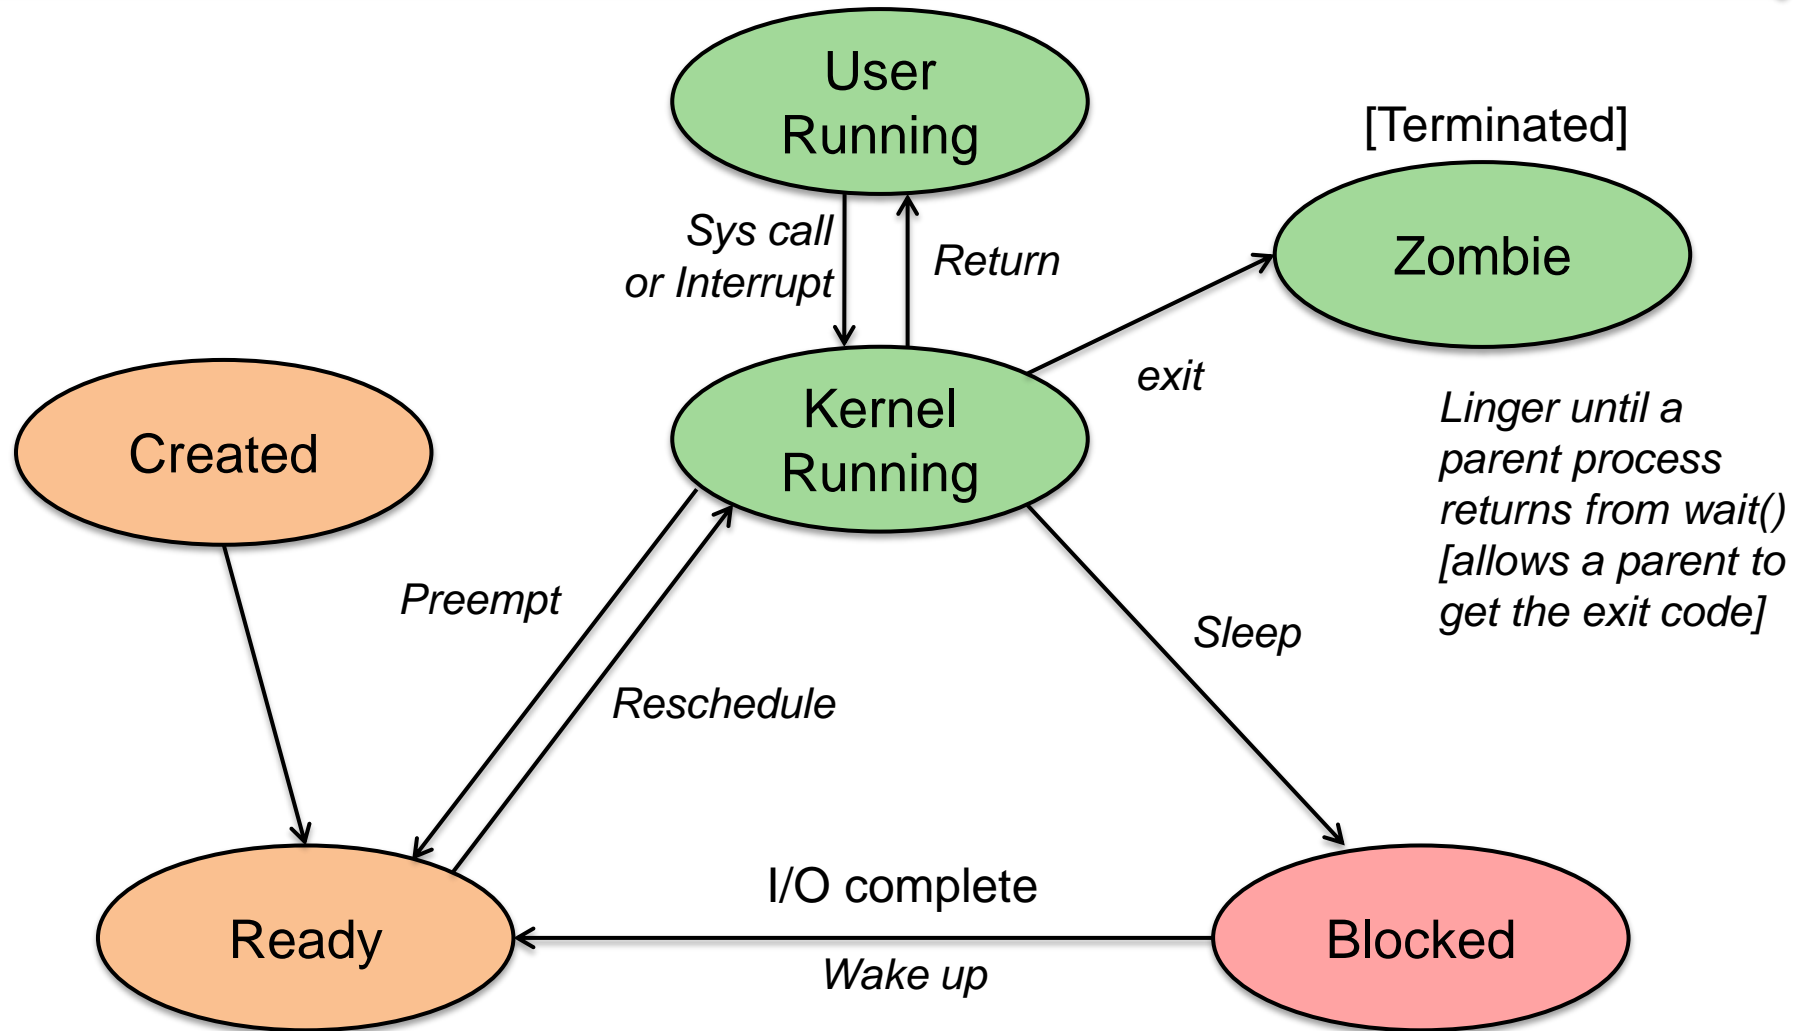 User
Running
[Terminated]
Sys call
or Interrupt
Return
Zombie
exit
Created
Kernel
Running
Linger until a
parent process
returns from wait()
[allows a parent to
get the exit code]
Preempt
Sleep
Reschedule
I/O complete
Ready
Blocked
Wake up